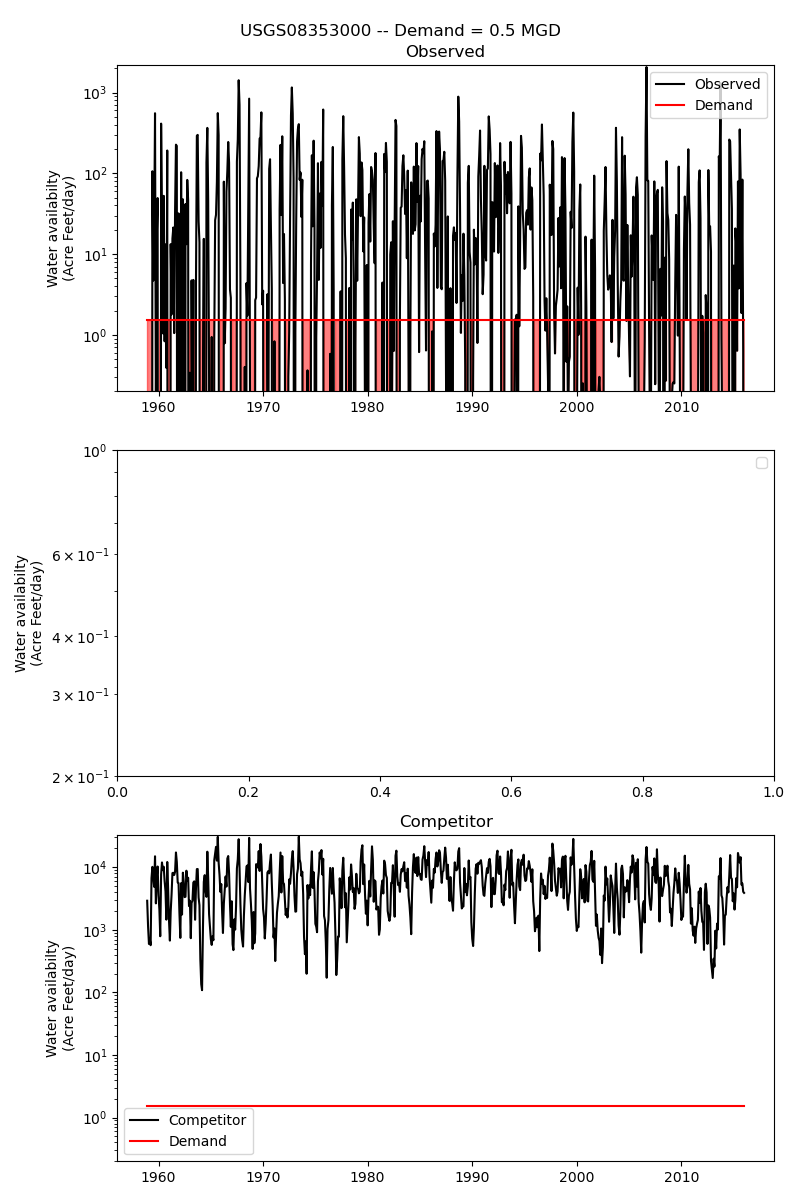 USGS08353000 -- Demand = 0.5 MGD
Observed
Water availabilty
(Acre Feet/day)
10³
10²
10¹
10⁰
Observed
Demand
1960 1970 1980 1990 2000 2010
Water availabilty
(Acre Feet/day)
10⁰
6 × 10⁻¹
4 × 10⁻¹
3 × 10⁻¹
2 × 10⁻¹
0.0 0.2 0.4 0.6 0.8 1.0
Competitor
Water availabilty
(Acre Feet/day)
10⁴
10³
10²
10¹
10⁰
Competitor
Demand
1960 1970 1980 1990 2000 2010